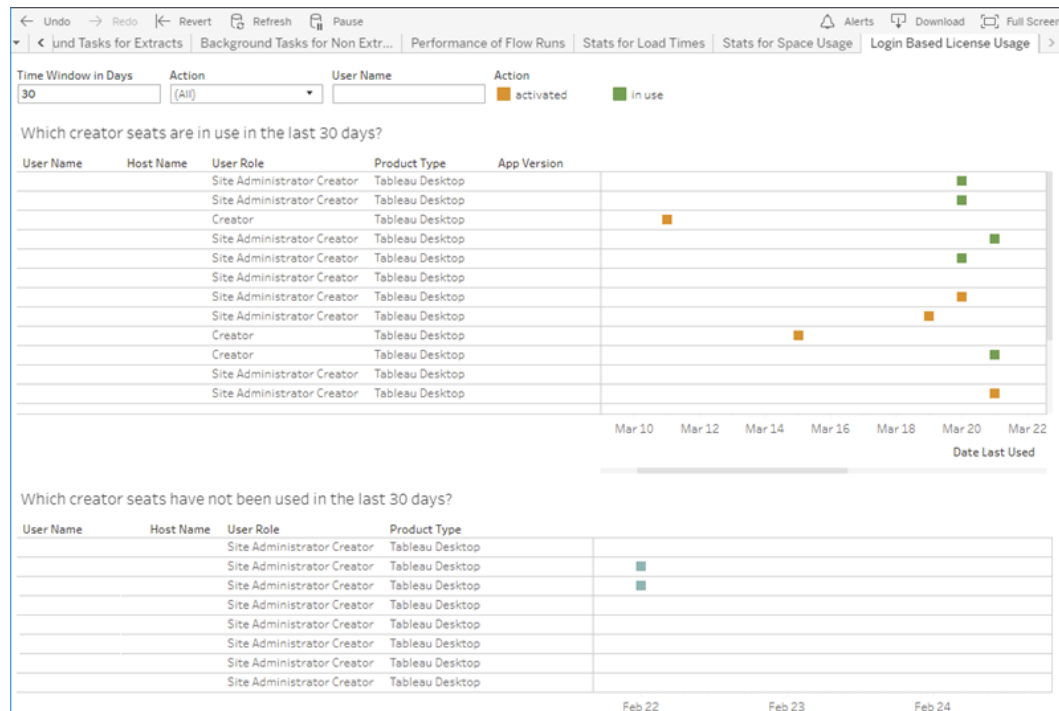 Undo Redo Revert Refresh Pause Alerts Download Full Screen
und Tasks for Extracts Background Tasks for Non Extr... Performance of Flow Runs Stats for Load Times Stats for Space Usage Login Based License Usage
Time Window in Days Action User Name Action
30 (All) activated in use
Which creator seats are in use in the last 30 days?
User Name Host Name User Role Product Type App Version
Site Administrator Creator Tableau Desktop
Site Administrator Creator Tableau Desktop
Creator Tableau Desktop
Site Administrator Creator Tableau Desktop
Site Administrator Creator Tableau Desktop
Site Administrator Creator Tableau Desktop
Site Administrator Creator Tableau Desktop
Site Administrator Creator Tableau Desktop
Creator Tableau Desktop
Creator Tableau Desktop
Site Administrator Creator Tableau Desktop
Site Administrator Creator Tableau Desktop
Mar 10 Mar 12 Mar 14 Mar 16 Mar 18 Mar 20 Mar 22
Date Last Used
Which creator seats have not been used in the last 30 days?
User Name Host Name User Role Product Type
Site Administrator Creator Tableau Desktop
Site Administrator Creator Tableau Desktop
Site Administrator Creator Tableau Desktop
Site Administrator Creator Tableau Desktop
Site Administrator Creator Tableau Desktop
Site Administrator Creator Tableau Desktop
Site Administrator Creator Tableau Desktop
Site Administrator Creator Tableau Desktop
Feb 22 Feb 23 Feb 24